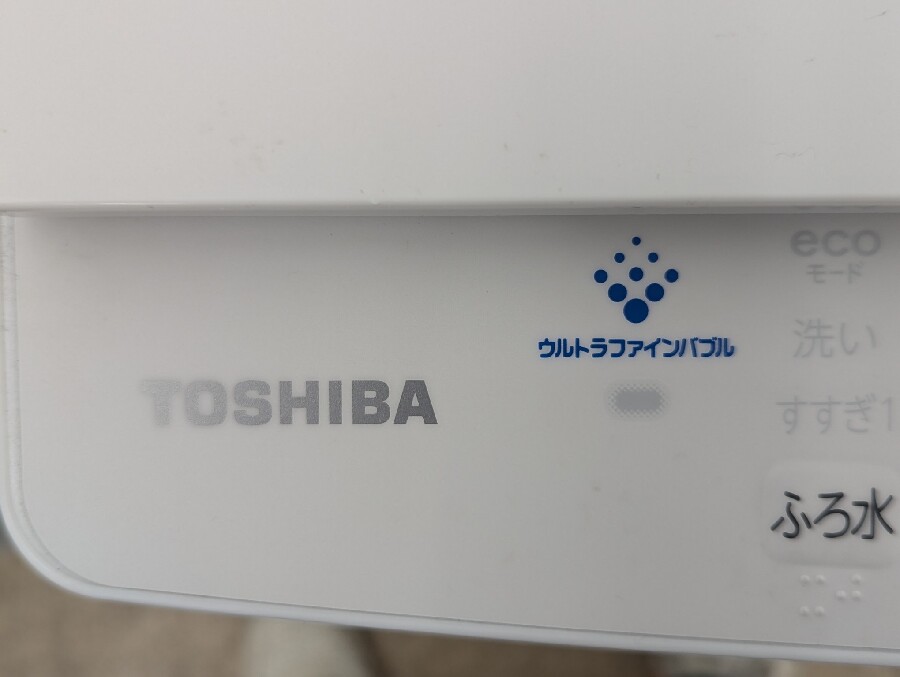 TOSHIBA
ウルトラファインバブル
eco
モード
洗い
すすぎ1
ふろ水